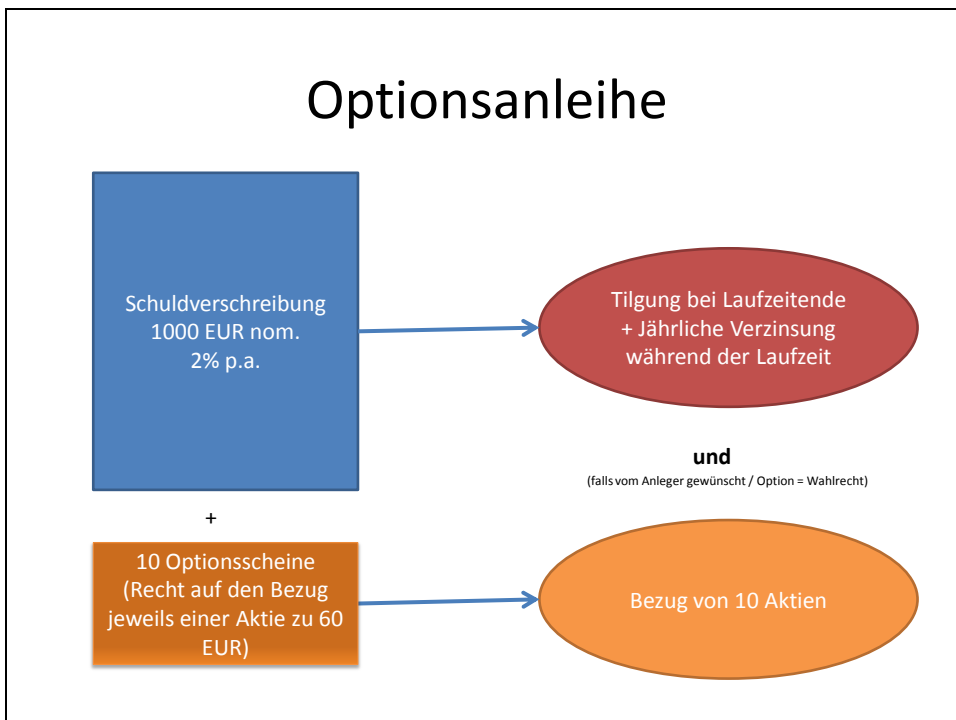 Optionsanleihe
Schuldverschreibung
1000 EUR nom.
2% p.a.
Tilgung bei Laufzeitende
+ Jährliche Verzinsung
während der Laufzeit
und
(falls vom Anleger gewünscht / Option = Wahlrecht)
+
10 Optionsscheine
(Recht auf den Bezug
jeweils einer Aktie zu 60
EUR)
Bezug von 10 Aktien